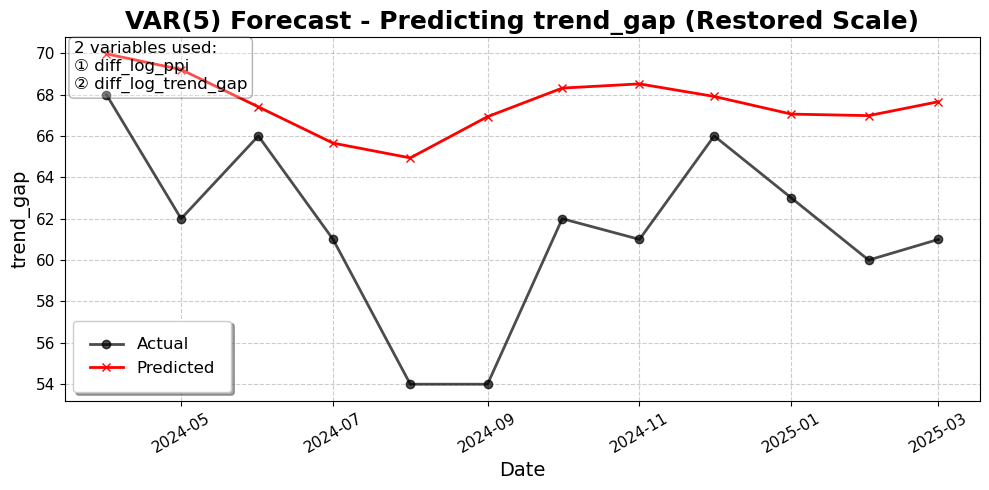 VAR(5) Forecast - Predicting trend_gap (Restored Scale)
2 variables used:
① diff_log_ppi
② diff_log_trend_gap
70
68
66
64
62
60
58
56
54
trend_gap
Actual
Predicted
2024-05
2024-07
2024-09
2024-11
2025-01
2025-03
Date